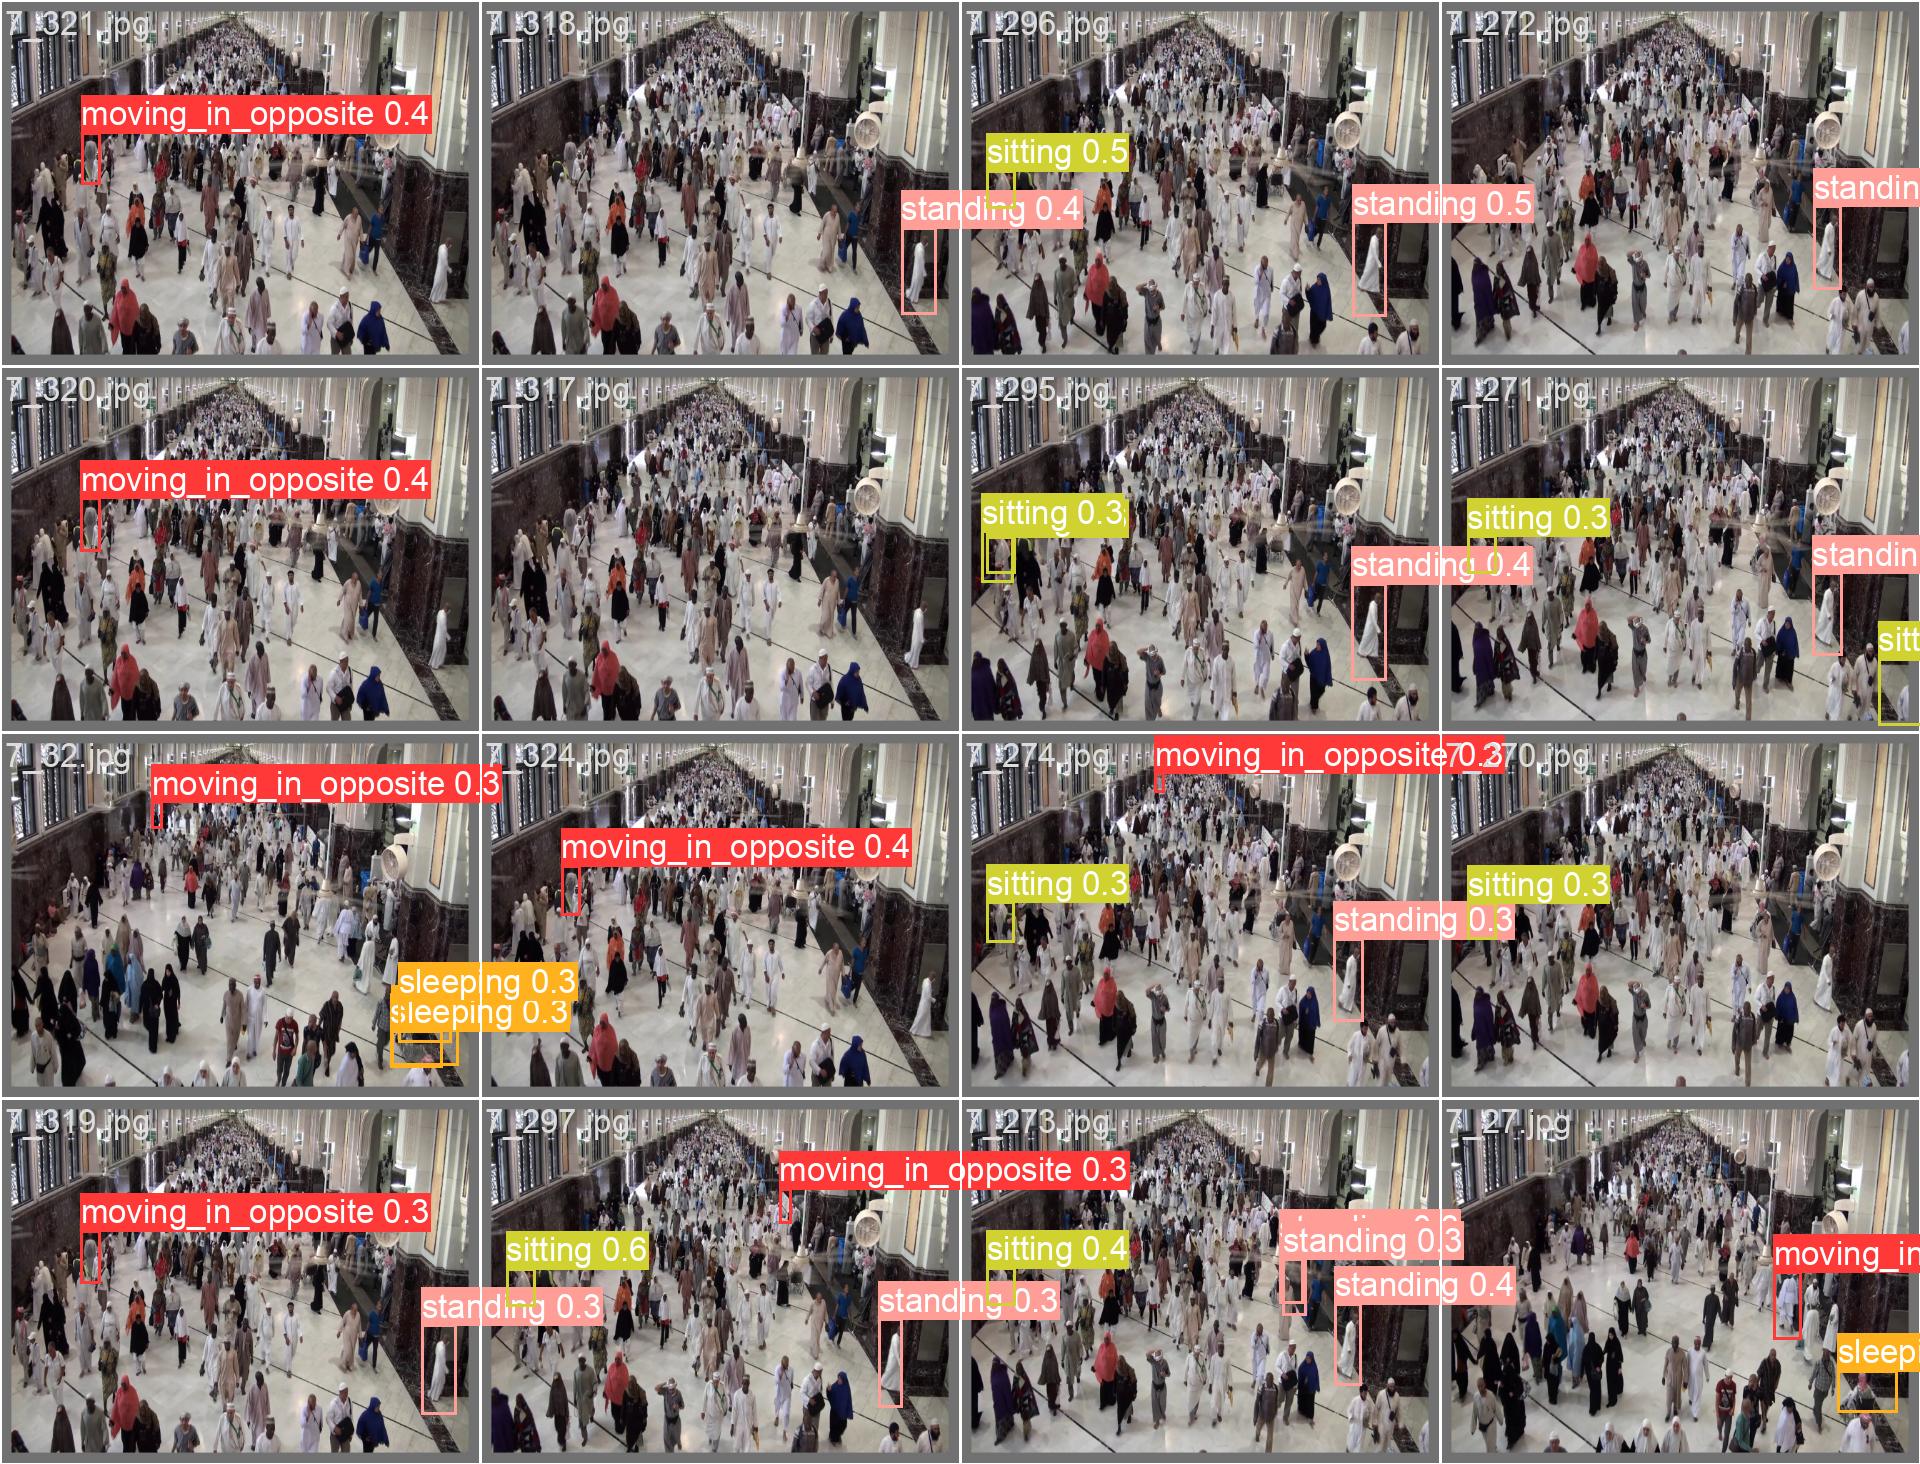 7_321.jpg
moving_in_opposite 0.4
7_318.jpg
standing 0.4
7_296.jpg
sitting 0.5
standing 0.5
7_272.jpg
standin
7_320.jpg
moving_in_opposite 0.4
7_317.jpg
7_295.jpg
sitting 0.3
standing 0.4
7_271.jpg
sitting 0.3
standin
sitt
7_32.jpg
moving_in_opposite 0.3
sleeping 0.3
sleeping 0.3
7_324.jpg
moving_in_opposite 0.4
7_274.jpg
moving_in_opposite 0.3
sitting 0.3
standing 0.3
7_270.jpg
sitting 0.3
7_319.jpg
moving_in_opposite 0.3
standing 0.3
7_297.jpg
moving_in_opposite 0.3
sitting 0.6
standing 0.3
7_273.jpg
sitting 0.4
standing 0.3
standing 0.4
7_27.jpg
moving_in
sleepi